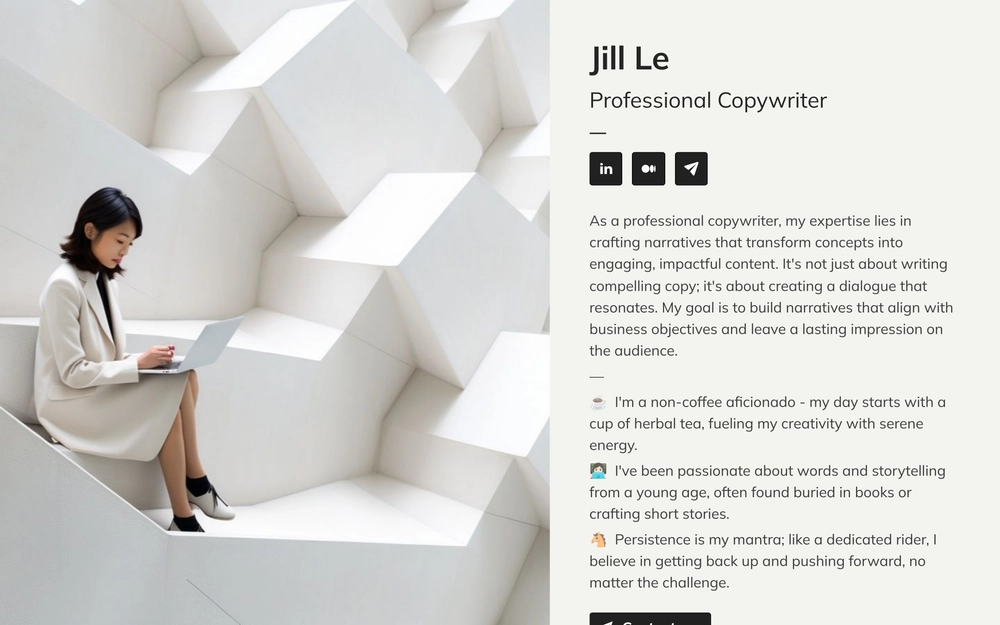 Jill Le
Professional Copywriter
—
in
As a professional copywriter, my expertise lies in
crafting narratives that transform concepts into
engaging, impactful content. It's not just about writing
compelling copy; it's about creating a dialogue that
resonates. My goal is to build narratives that align with
business objectives and leave a lasting impression on
the audience.
—
☕ I'm a non-coffee aficionado - my day starts with a
cup of herbal tea, fueling my creativity with serene
energy.
👩🏻‍💻 I've been passionate about words and storytelling
from a young age, often found buried in books or
crafting short stories.
🐴 Persistence is my mantra; like a dedicated rider, I
believe in getting back up and pushing forward, no
matter the challenge.